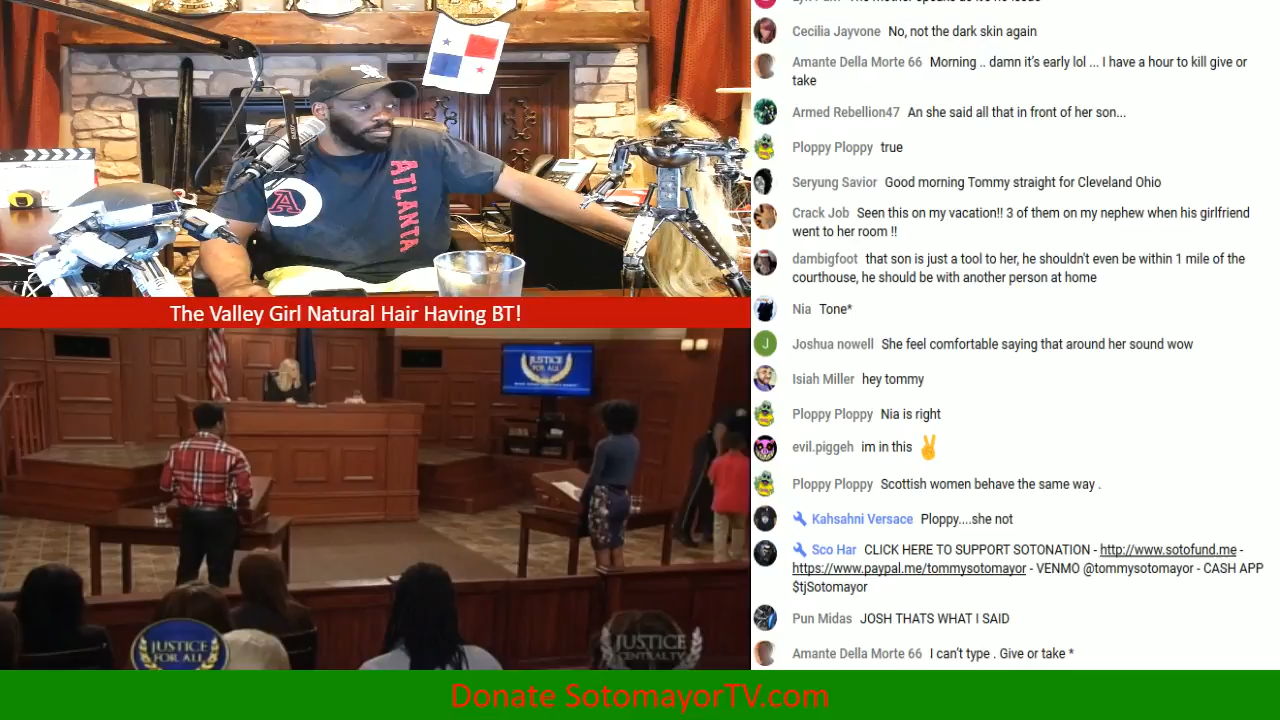 ATLANTA
A
The Valley Girl Natural Hair Having BT!
JUSTICE
FOR ALL
JUSTICE
FOR ALL
JUSTICE
CENTRAL.TV
Cecilia Jayvone No, not the dark skin again
Amante Della Morte 66 Morning .. damn it's early lol ... I have a hour to kill give or
take
Armed Rebellion47 An she said all that in front of her son...
Ploppy Ploppy true
Seryung Savior Good morning Tommy straight for Cleveland Ohio
Crack Job Seen this on my vacation!! 3 of them on my nephew when his girlfriend
went to her room !!
dambigfoot that son is just a tool to her, he shouldn't even be within 1 mile of the
courthouse, he should be with another person at home
Nia Tone*
J
Joshua nowell She feel comfortable saying that around her sound wow
Isiah Miller hey tommy
Ploppy Ploppy Nia is right
evil.piggeh im in this ✌
Ploppy Ploppy Scottish women behave the same way .
Kahsahni Versace Ploppy....she not
Sco Har CLICK HERE TO SUPPORT SOTONATION - http://www.sotofund.me -
https://www.paypal.me/tommysotomayor - VENMO @tommysotomayor - CASH APP
$tjSotomayor
Pun Midas JOSH THATS WHAT I SAID
Amante Della Morte 66 I can't type . Give or take *
Donate SotomayorTV.com